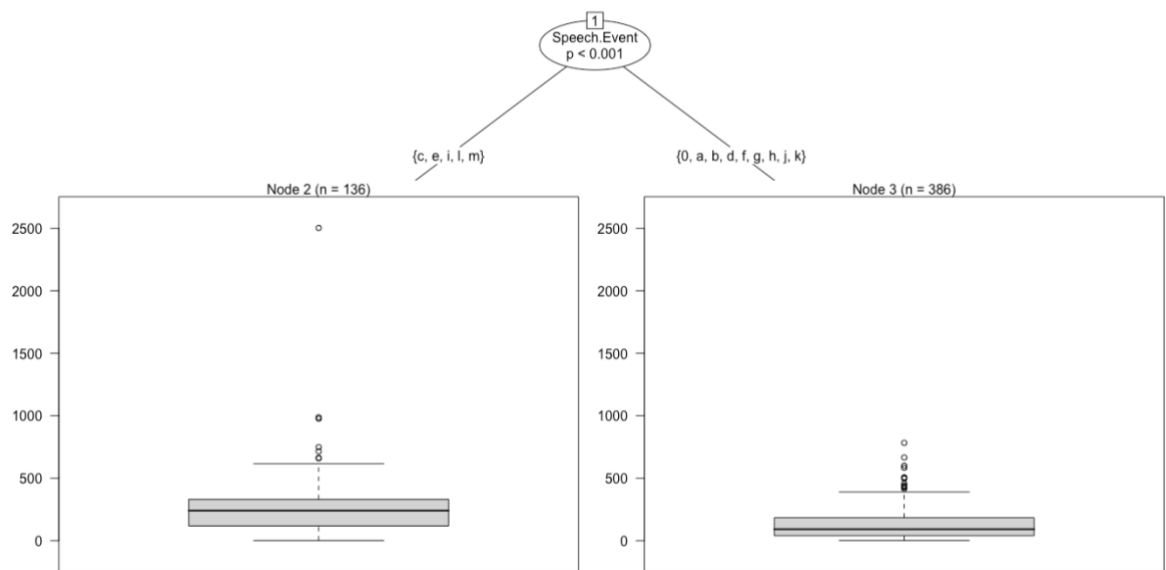 1
Speech.Event
p < 0.001
{c, e, i, l, m}
{0, a, b, d, f, g, h, j, k}
Node 2 (n = 136)
2500
2000
1500
1000
500
0
Node 3 (n = 386)
2500
2000
1500
1000
500
0